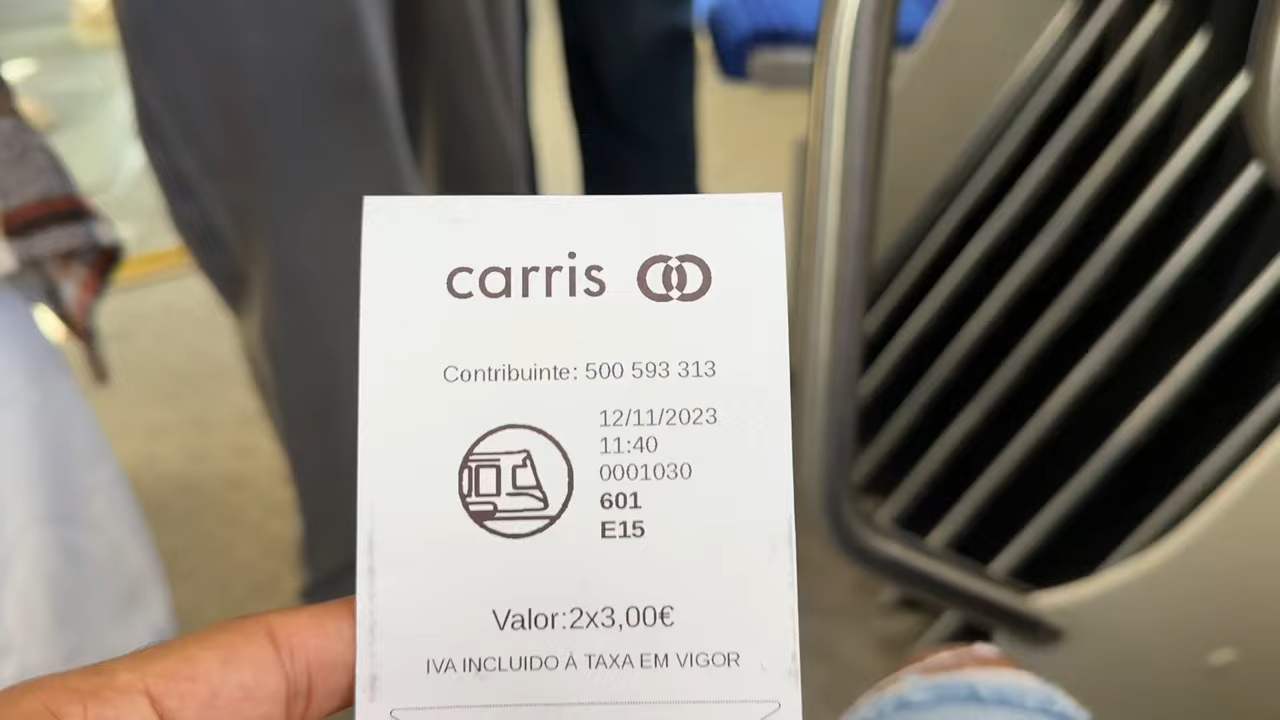 carris
Contribuinte: 500 593 313
12/11/2023
11:40
0001030
601
E15
Valor:2x3,00€
IVA INCLUIDO À TAXA EM VIGOR